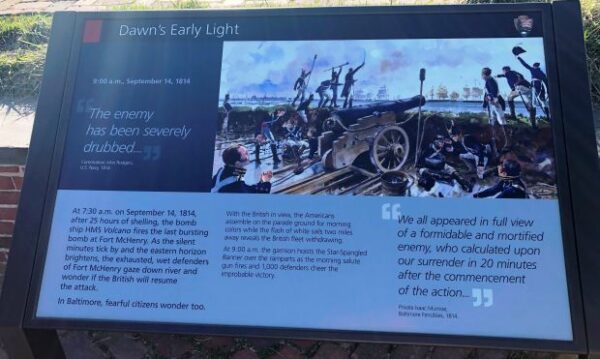 Dawn's Early Light
9:00 a.m., September 14, 1814
"The enemy
has been severely
drubbed..."
Commodore John Rodgers,
U.S. Navy, 1814
At 7:30 a.m. on September 14, 1814,
after 25 hours of shelling, the bomb
ship HMS Volcano fires the last bursting
bomb at Fort McHenry. As the silent
minutes tick by and the eastern horizon
brightens, the exhausted, wet defenders
of Fort McHenry gaze down river and
wonder if the British will resume
the attack.
In Baltimore, fearful citizens wonder too.
With the British in view, the Americans
assemble on the parade ground for morning
colors while the flash of white sails two miles
away reveals the British fleet withdrawing.
At 9:00 a.m. the garrison hoists the Star-Spangled
Banner over the ramparts as the morning salute
gun fires and 1,000 defenders cheer the
improbable victory.
"We all appeared in full view
of a formidable and mortified
enemy, who calculated upon
our surrender in 20 minutes
after the commencement
of the action..."
Private Isaac Munroe,
Baltimore Fencibles, 1814